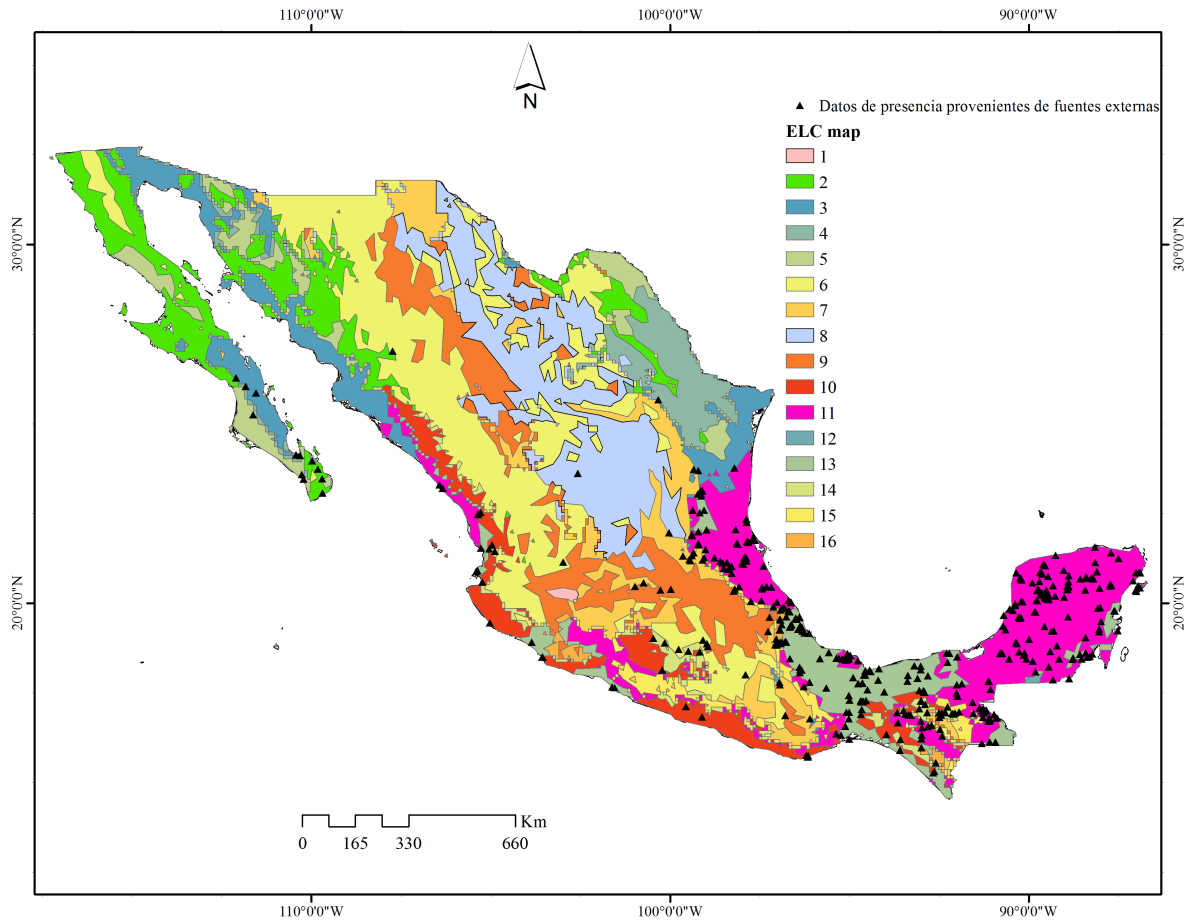 110°0'0"W 100°0'0"W 90°0'0"W
N
▲ Datos de presencia provenientes de fuentes externas
ELC map
1
2
3
4
5
6
7
8
9
10
11
12
13
14
15
16
30°0'0"N 30°0'0"N
20°0'0"N 20°0'0"N
Km
0 165 330 660
110°0'0"W 100°0'0"W 90°0'0"W